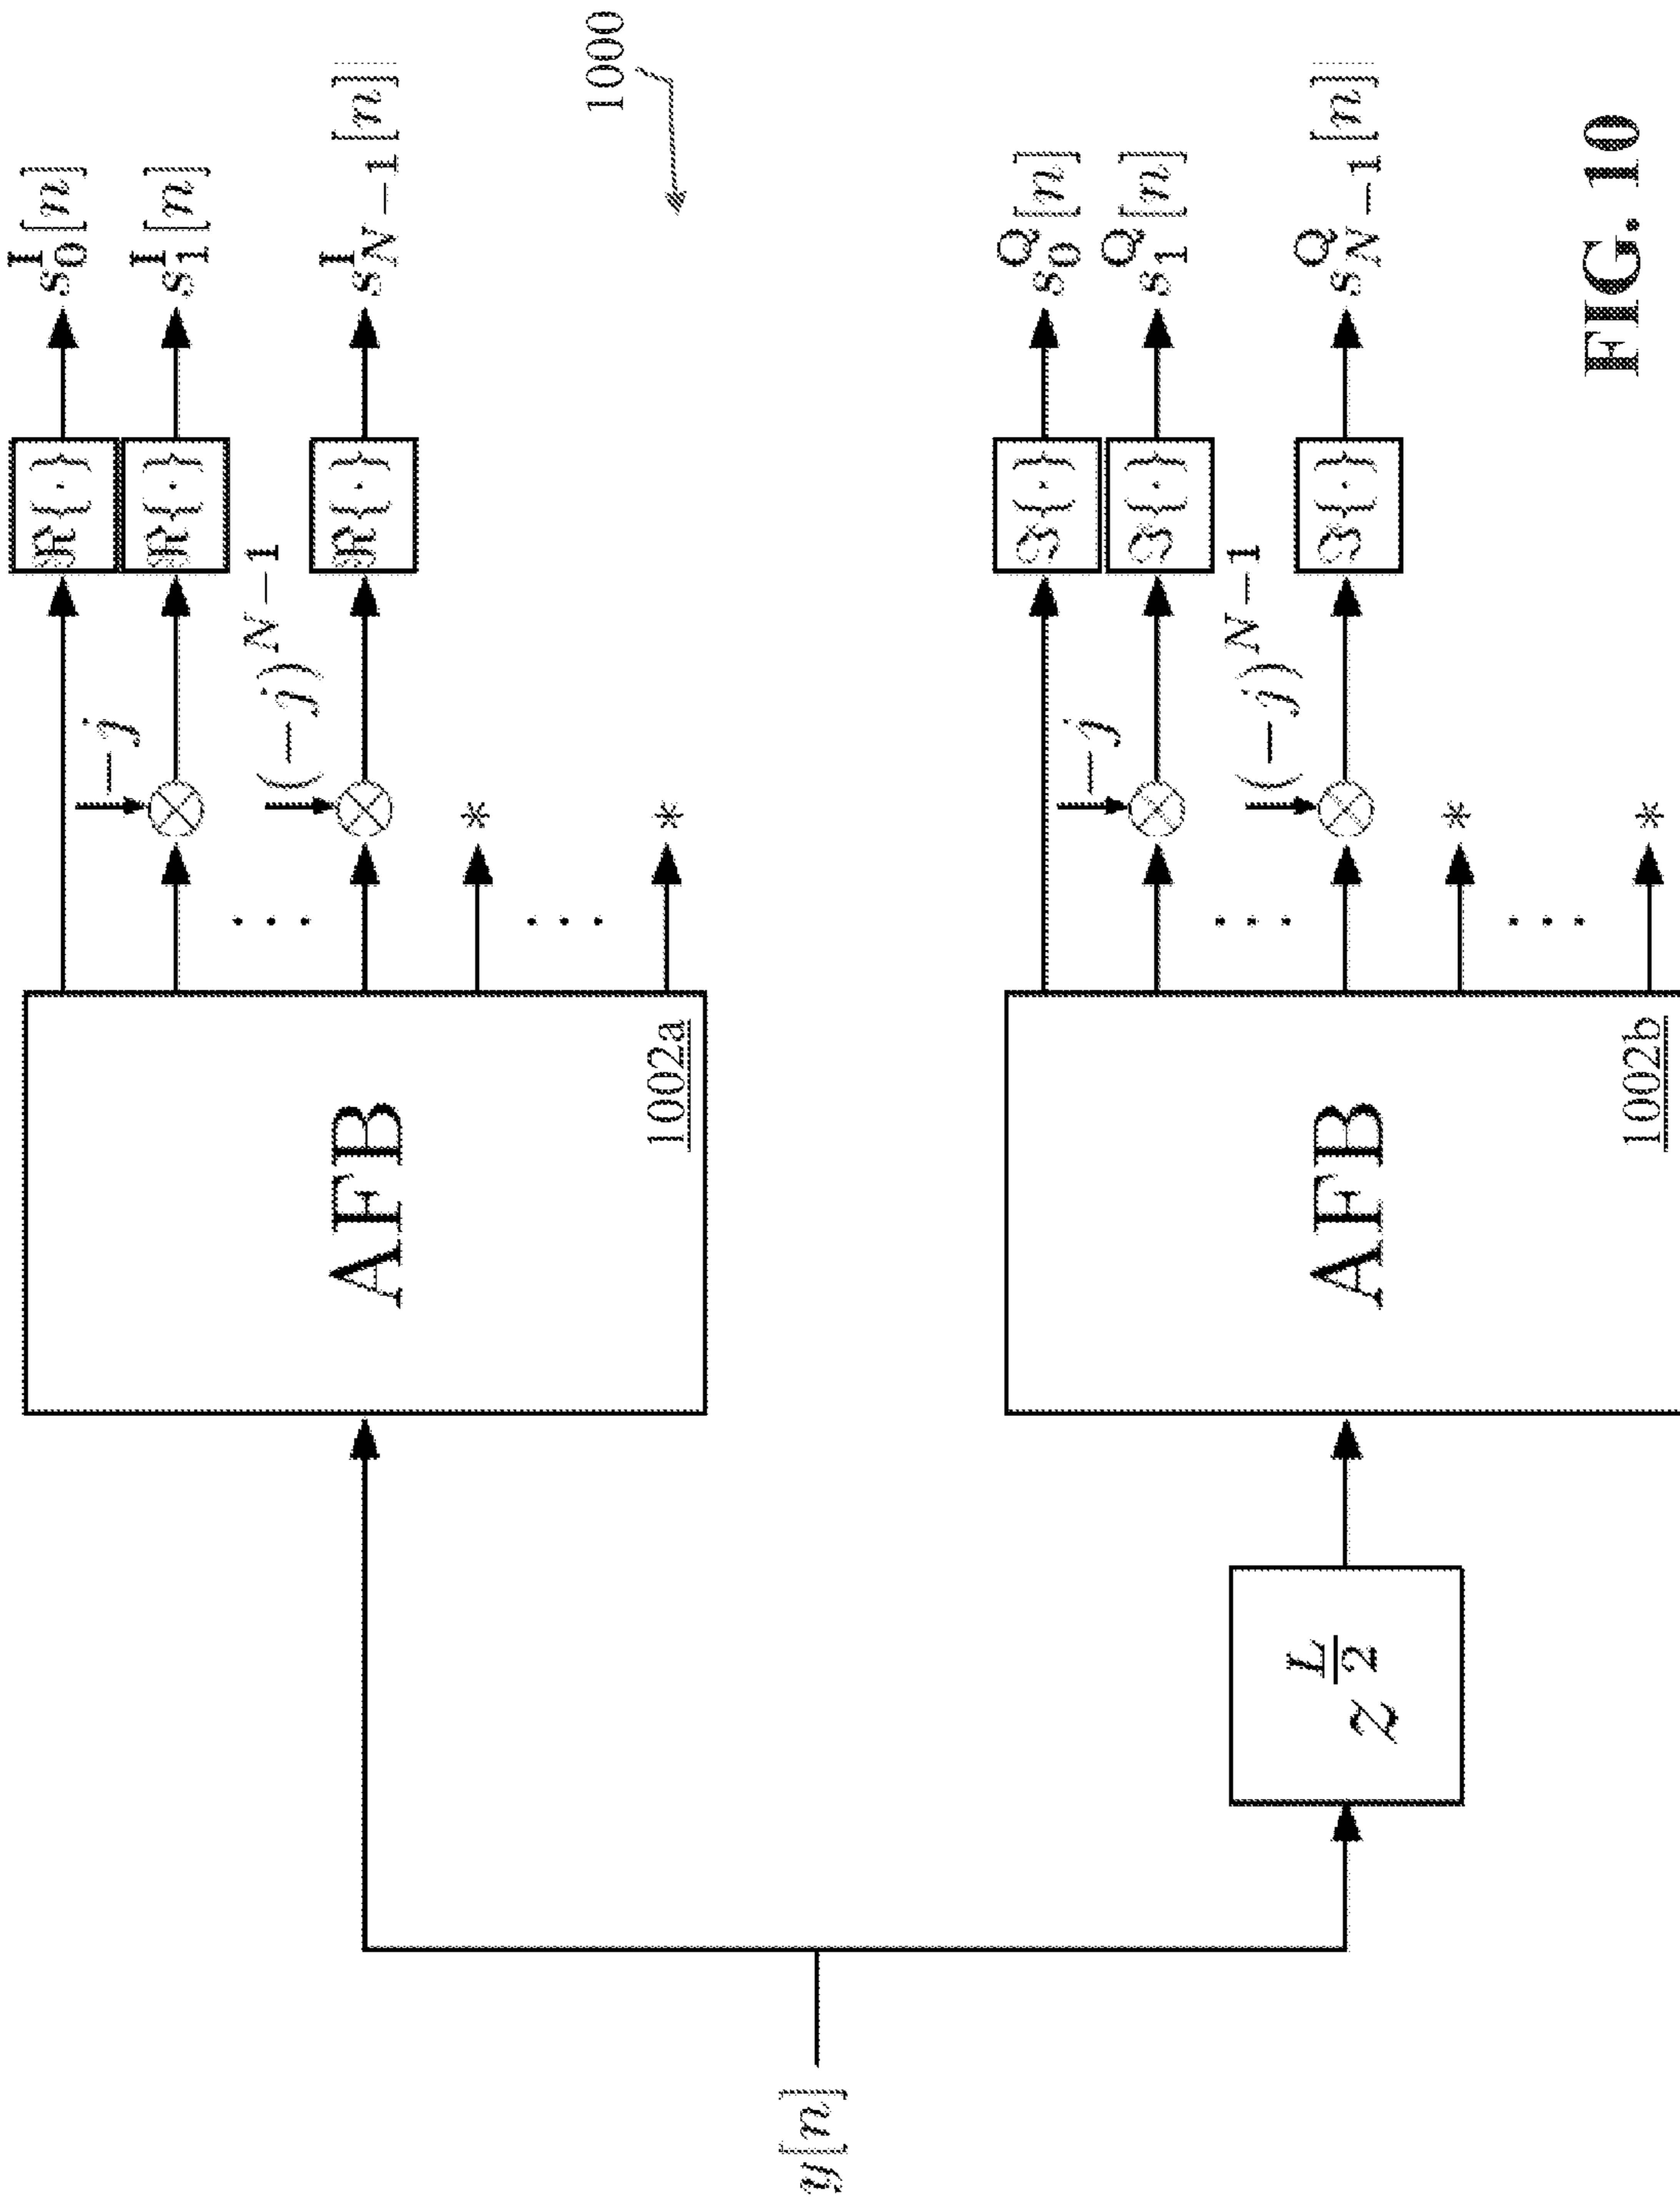 y[n]
AFB
1002a
−j
(−j)^{N−1}
. . .
*
. . .
*
ℜ{·}
ℜ{·}
ℜ{·}
s_0^I[n]
s_1^I[n]
s_{N−1}^I[n]
1000
z^{L/2}
AFB
1002b
−j
(−j)^{N−1}
. . .
*
. . .
*
ℑ{·}
ℑ{·}
ℑ{·}
s_0^Q[n]
s_1^Q[n]
s_{N−1}^Q[n]
FIG. 10